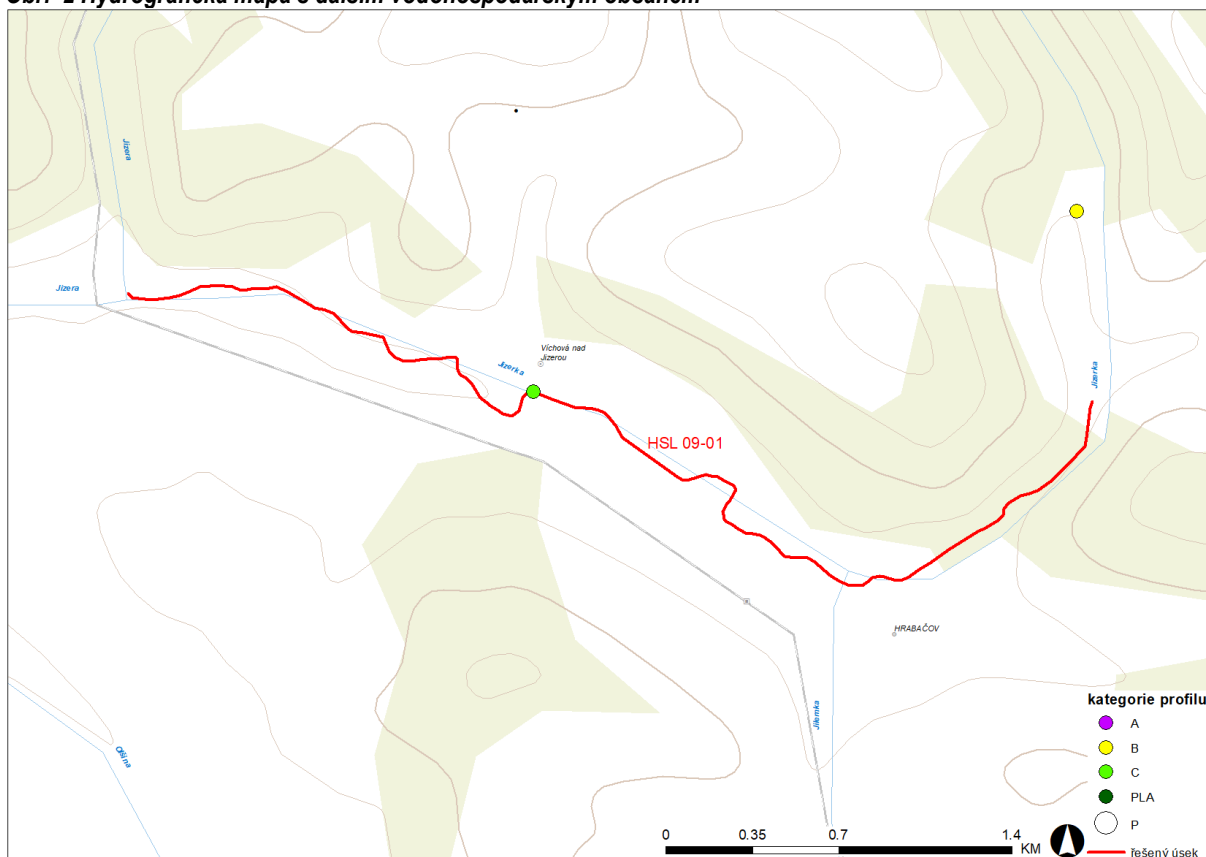 Jizera
Jizera
Víchová nad
Jizerou
Jizerka
Jizerka
HSL 09-01
HRABAČOV
Jilemka
Olšina
kategorie profilu
A
B
C
PLA
P
řešený úsek
0 0.35 0.7 1.4
KM